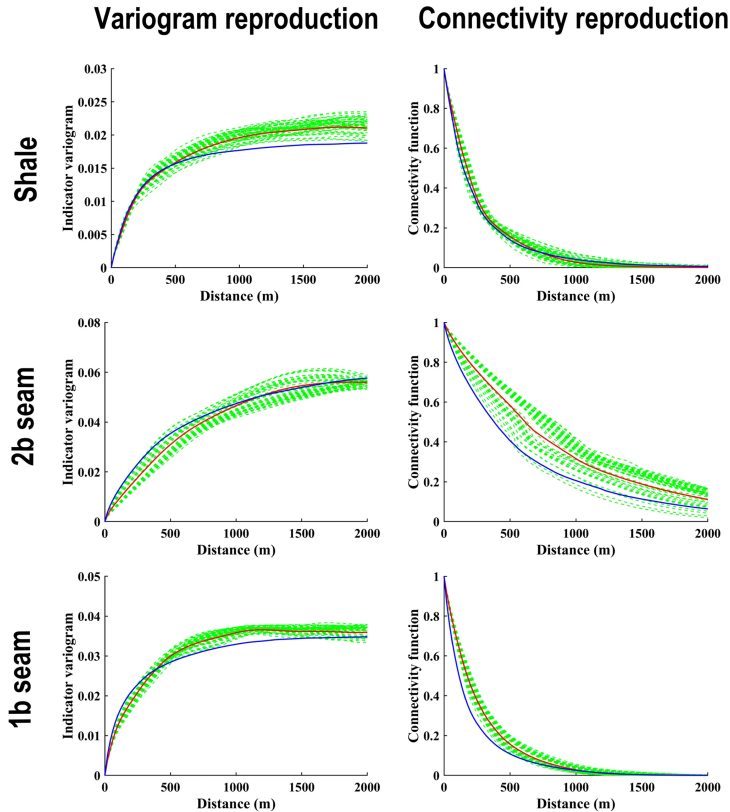 Variogram reproduction
Connectivity reproduction
Shale
Indicator variogram
0.03
0.025
0.02
0.015
0.01
0.005
0
0 500 1000 1500 2000
Distance (m)
Connectivity function
1
0.8
0.6
0.4
0.2
0
0 500 1000 1500 2000
Distance (m)
2b seam
Indicator variogram
0.08
0.06
0.04
0.02
0
0 500 1000 1500 2000
Distance (m)
Connectivity function
1
0.8
0.6
0.4
0.2
0
0 500 1000 1500 2000
Distance (m)
1b seam
Indicator variogram
0.05
0.04
0.03
0.02
0.01
0
0 500 1000 1500 2000
Distance (m)
Connectivity function
1
0.8
0.6
0.4
0.2
0
0 500 1000 1500 2000
Distance (m)